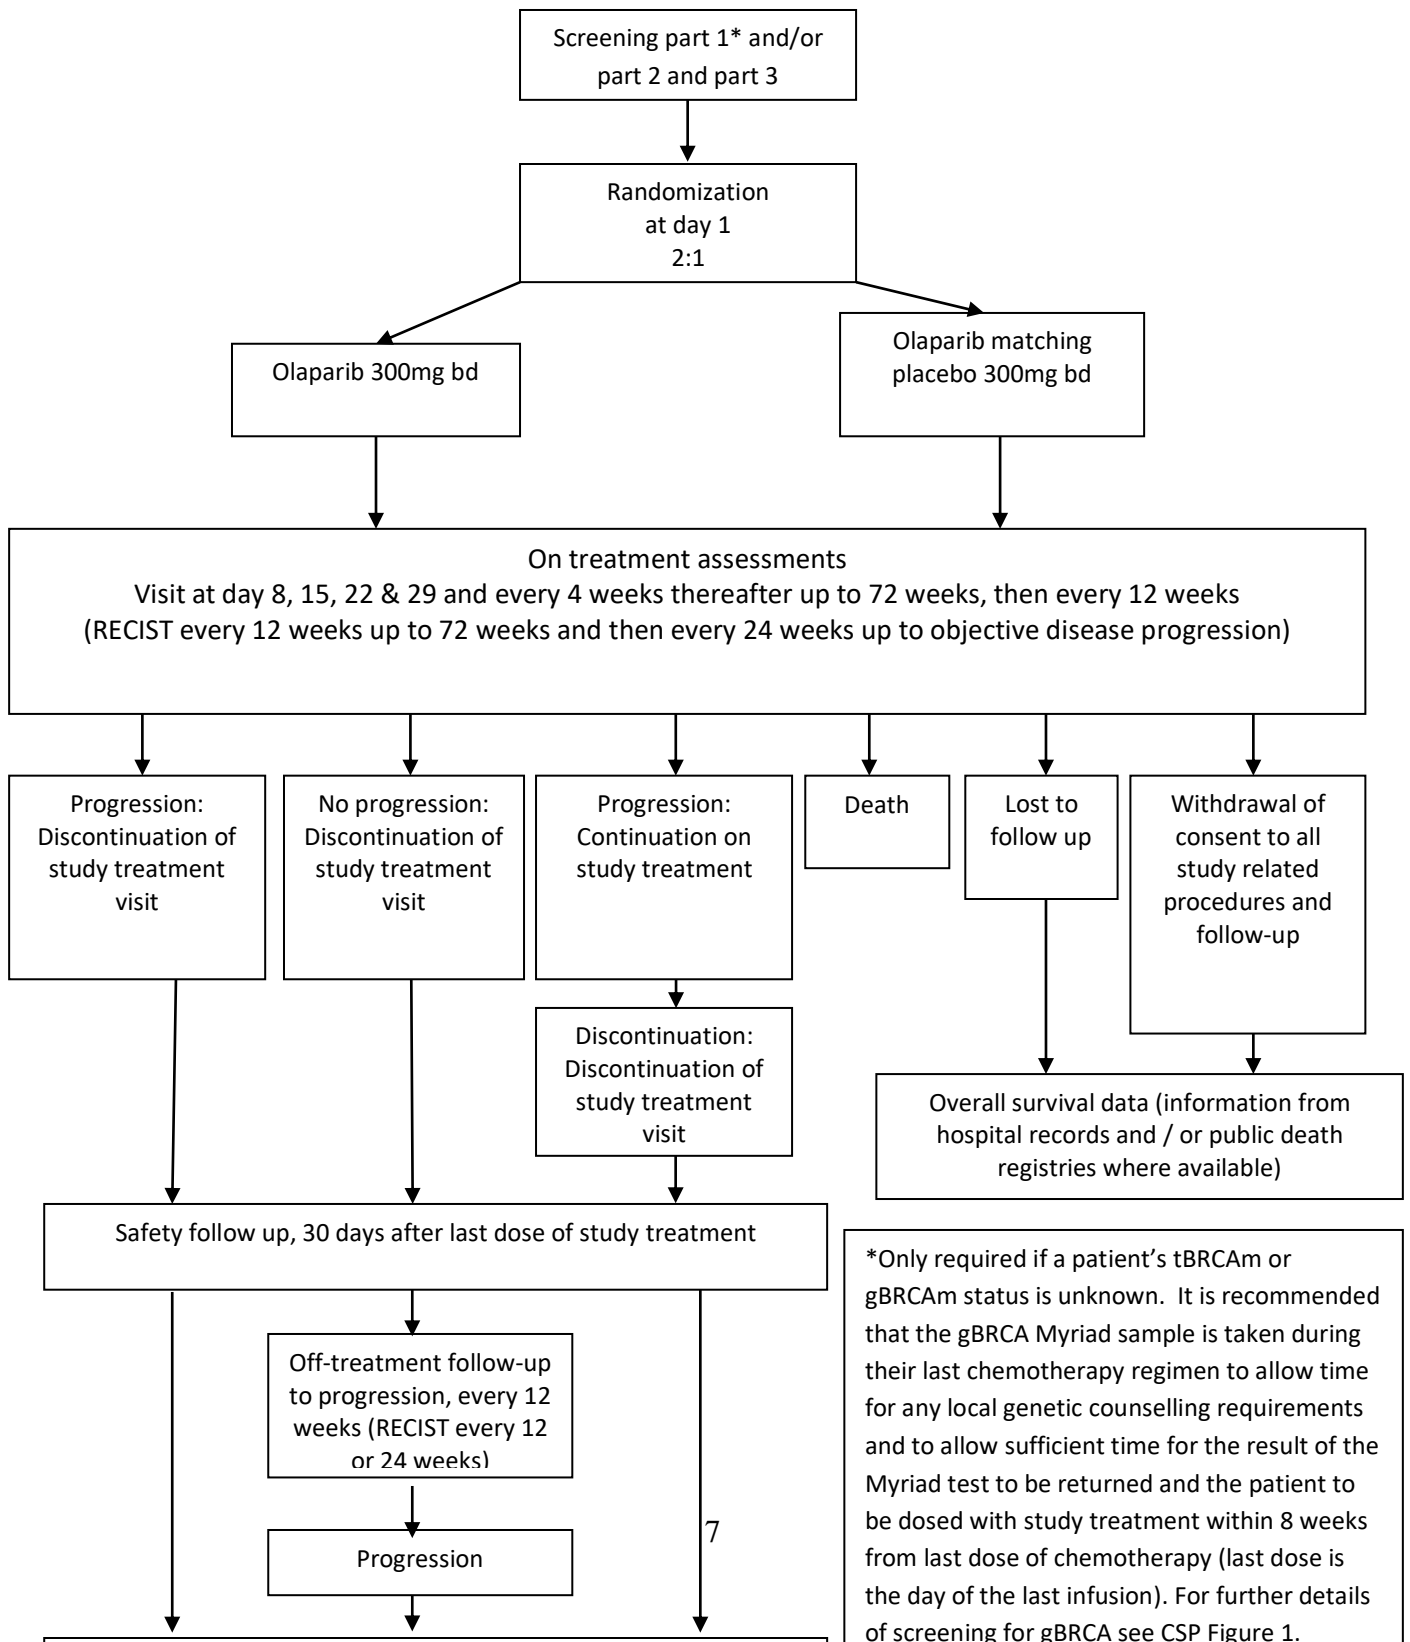 Screening part 1* and/or
part 2 and part 3
Randomization
at day 1
2:1
Olaparib 300mg bd
Olaparib matching
placebo 300mg bd
On treatment assessments
Visit at day 8, 15, 22 & 29 and every 4 weeks thereafter up to 72 weeks, then every 12 weeks
(RECIST every 12 weeks up to 72 weeks and then every 24 weeks up to objective disease progression)
Progression:
Discontinuation of
study treatment
visit
No progression:
Discontinuation of
study treatment
visit
Progression:
Continuation on
study treatment
Death
Lost to
follow up
Withdrawal of
consent to all
study related
procedures and
follow-up
Discontinuation:
Discontinuation of
study treatment
visit
Overall survival data (information from
hospital records and / or public death
registries where available)
Safety follow up, 30 days after last dose of study treatment
Off-treatment follow-up
to progression, every 12
weeks (RECIST every 12
or 24 weeks)
Progression
7
*Only required if a patient’s tBRCAm or
gBRCAm status is unknown.  It is recommended
that the gBRCA Myriad sample is taken during
their last chemotherapy regimen to allow time
for any local genetic counselling requirements
and to allow sufficient time for the result of the
Myriad test to be returned and the patient to
be dosed with study treatment within 8 weeks
from last dose of chemotherapy (last dose is
the day of the last infusion). For further details
of screening for gBRCA see CSP Figure 1.